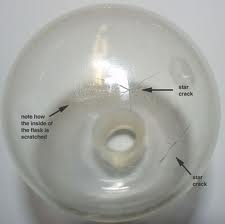 star
crack
note how
the inside of
the flask is
scratched
star
crack